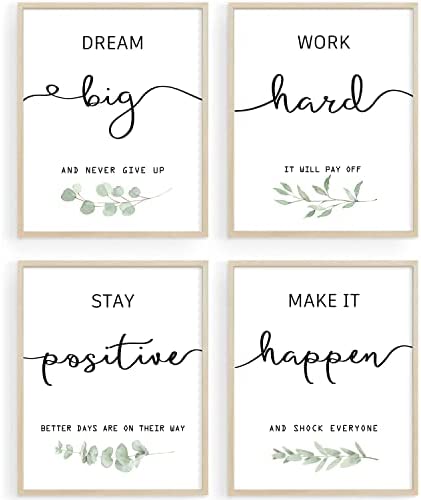 DREAM
big
AND NEVER GIVE UP
WORK
hard
IT WILL PAY OFF
STAY
positive
BETTER DAYS ARE ON THEIR WAY
MAKE IT
happen
AND SHOCK EVERYONE